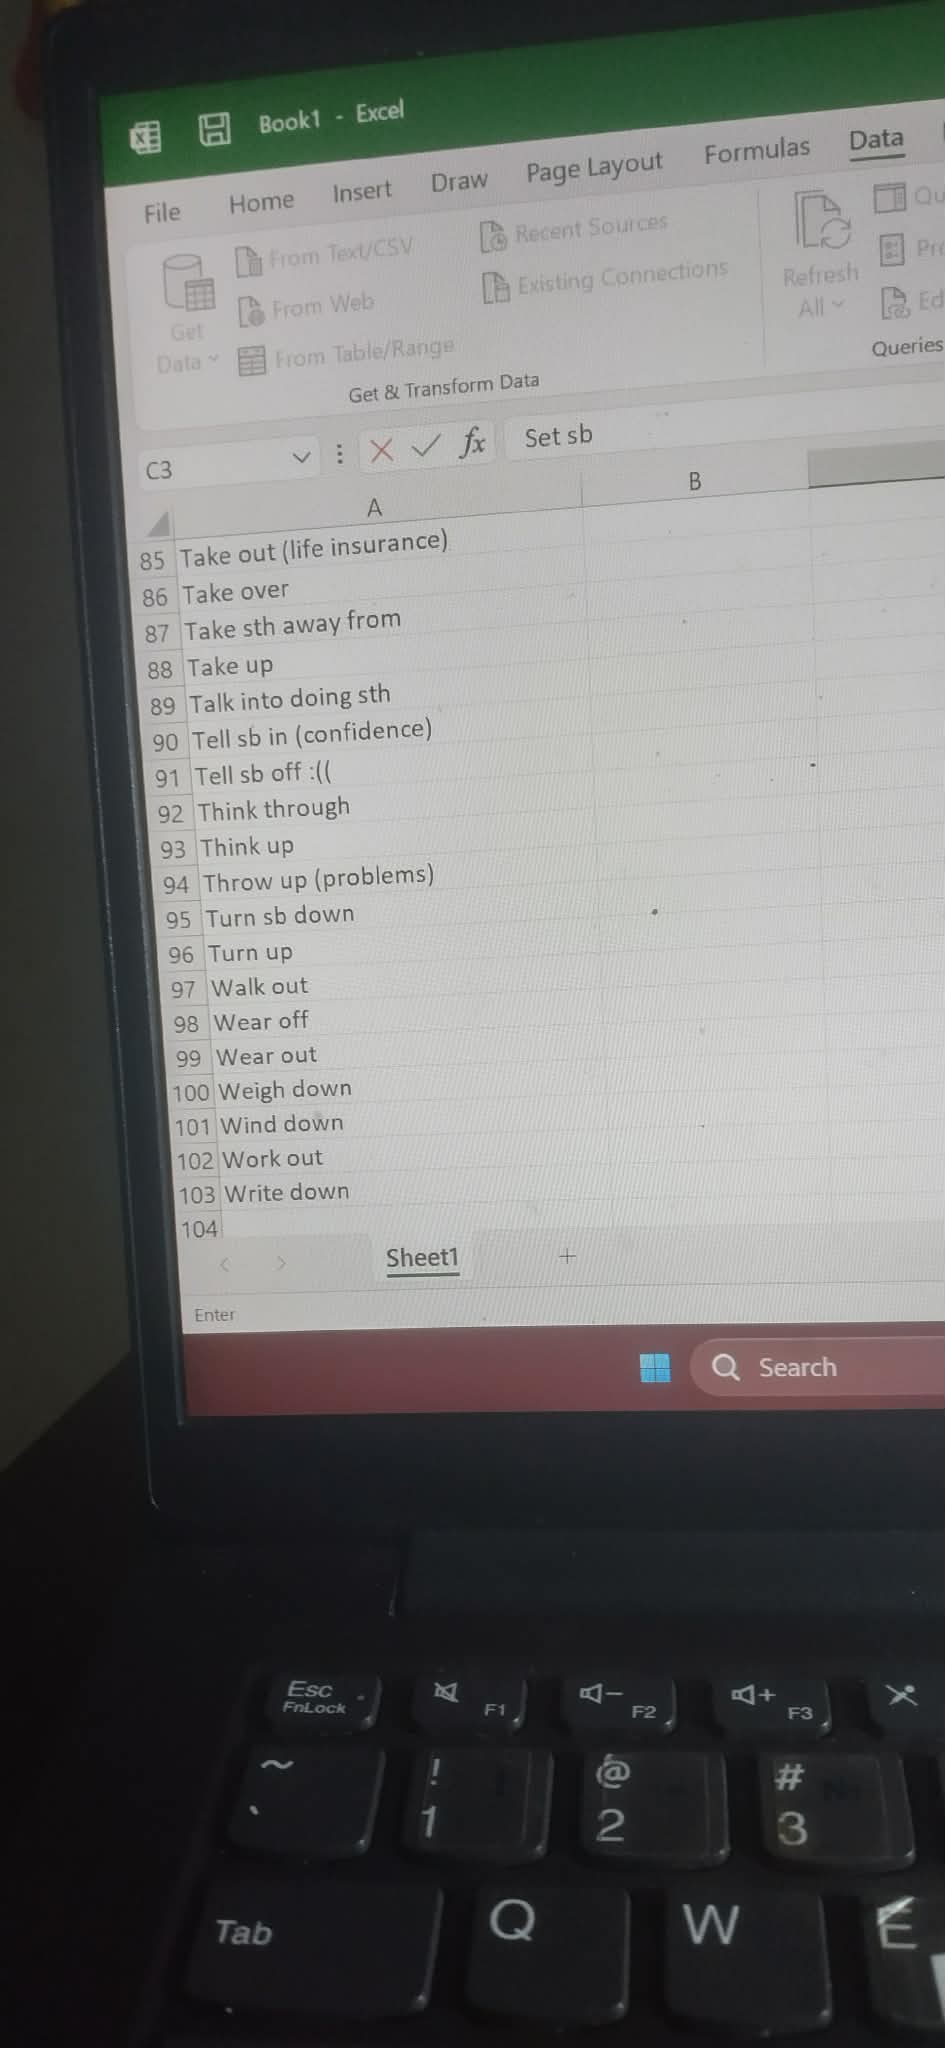 Book1 - Excel
File Home Insert Draw Page Layout Formulas Data
From Text/CSV Recent Sources
From Web Existing Connections
Get Data From Table/Range
Refresh All
Get & Transform Data Queries
C3 fx Set sb
A B
85 Take out (life insurance)
86 Take over
87 Take sth away from
88 Take up
89 Talk into doing sth
90 Tell sb in (confidence)
91 Tell sb off :((
92 Think through
93 Think up
94 Throw up (problems)
95 Turn sb down
96 Turn up
97 Walk out
98 Wear off
99 Wear out
100 Weigh down
101 Wind down
102 Work out
103 Write down
104
Sheet1 +
Enter
Search
Esc FnLock F1 F2 F3
~ ` ! 1 @ 2 # 3
Tab Q W E